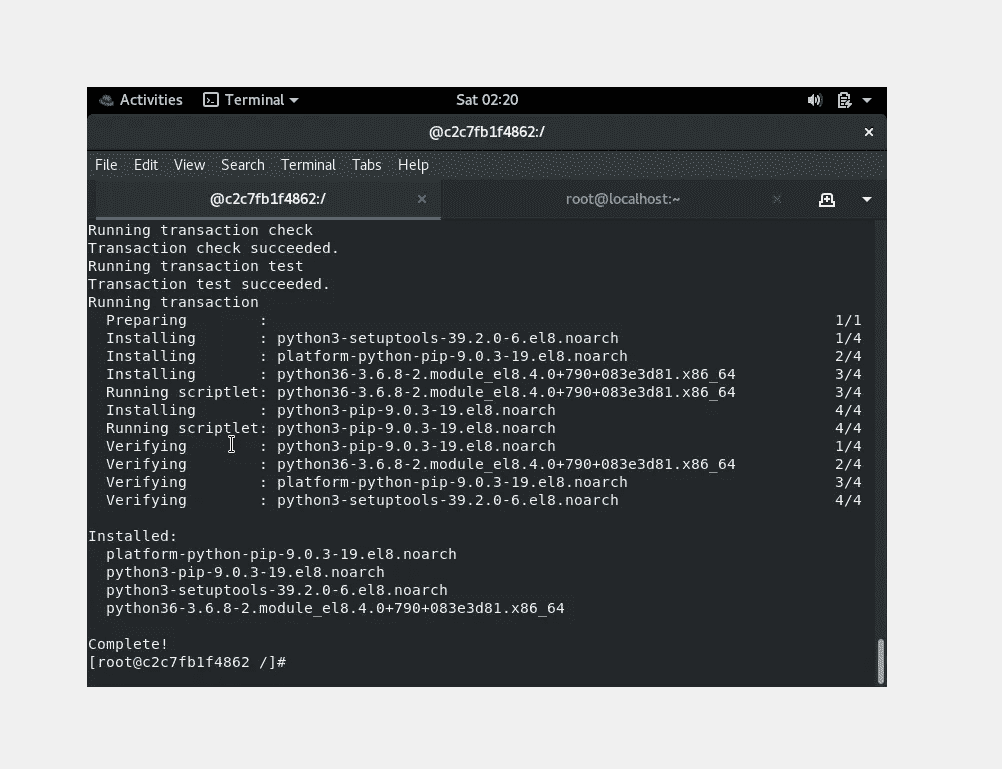 Activities Terminal Sat 02:20
@c2c7fb1f4862:/ ×
File Edit View Search Terminal Tabs Help
@c2c7fb1f4862:/ × root@localhost:~ ×
Running transaction check
Transaction check succeeded.
Running transaction test
Transaction test succeeded.
Running transaction
  Preparing        :                                                               1/1
  Installing       : python3-setuptools-39.2.0-6.el8.noarch                        1/4
  Installing       : platform-python-pip-9.0.3-19.el8.noarch                       2/4
  Installing       : python36-3.6.8-2.module_el8.4.0+790+083e3d81.x86_64           3/4
  Running scriptlet: python36-3.6.8-2.module_el8.4.0+790+083e3d81.x86_64           3/4
  Installing       : python3-pip-9.0.3-19.el8.noarch                               4/4
  Running scriptlet: python3-pip-9.0.3-19.el8.noarch                               4/4
  Verifying        : python3-pip-9.0.3-19.el8.noarch                               1/4
  Verifying        : python36-3.6.8-2.module_el8.4.0+790+083e3d81.x86_64           2/4
  Verifying        : platform-python-pip-9.0.3-19.el8.noarch                       3/4
  Verifying        : python3-setuptools-39.2.0-6.el8.noarch                        4/4
Installed:
  platform-python-pip-9.0.3-19.el8.noarch
  python3-pip-9.0.3-19.el8.noarch
  python3-setuptools-39.2.0-6.el8.noarch
  python36-3.6.8-2.module_el8.4.0+790+083e3d81.x86_64
Complete!
[root@c2c7fb1f4862 /]#